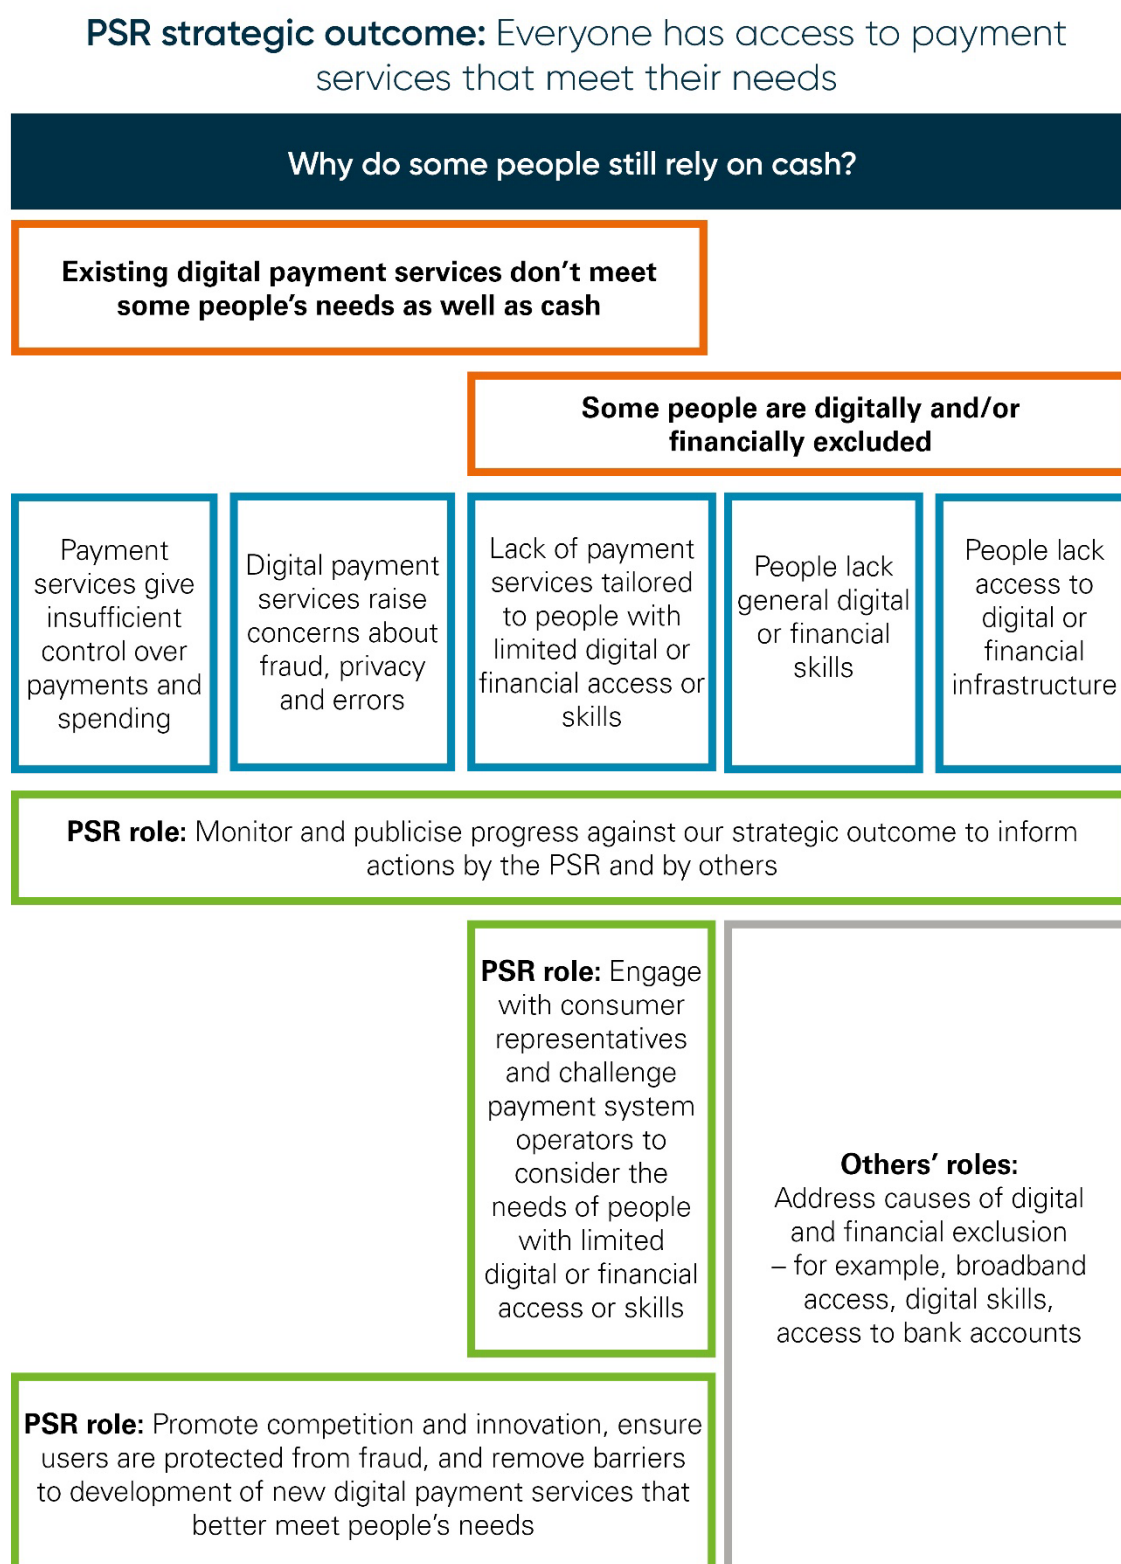 PSR strategic outcome: Everyone has access to payment
services that meet their needs
Why do some people still rely on cash?
Existing digital payment services don’t meet
some people’s needs as well as cash
Some people are digitally and/or
financially excluded
Payment
services give
insufficient
control over
payments and
spending
Digital payment
services raise
concerns about
fraud, privacy
and errors
Lack of payment
services tailored
to people with
limited digital or
financial access or
skills
People lack
general digital
or financial
skills
People lack
access to
digital or
financial
infrastructure
PSR role: Monitor and publicise progress against our strategic outcome to inform
actions by the PSR and by others
PSR role: Engage
with consumer
representatives
and challenge
payment system
operators to
consider the
needs of people
with limited
digital or financial
access or skills
Others’ roles:
Address causes of digital
and financial exclusion
– for example, broadband
access, digital skills,
access to bank accounts
PSR role: Promote competition and innovation, ensure
users are protected from fraud, and remove barriers
to development of new digital payment services that
better meet people’s needs